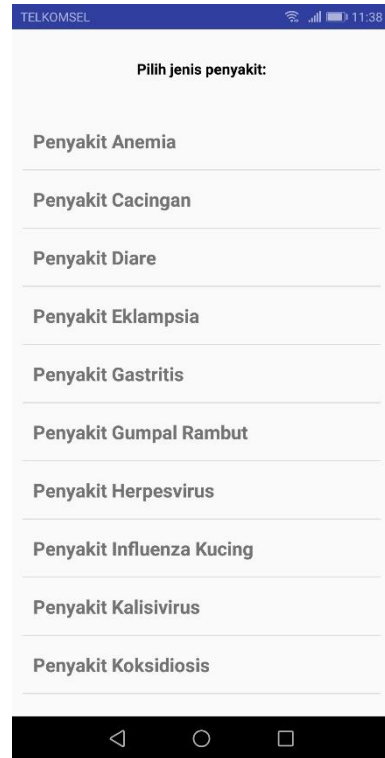 TELKOMSEL 11:38
Pilih jenis penyakit:
Penyakit Anemia
Penyakit Cacingan
Penyakit Diare
Penyakit Eklampsia
Penyakit Gastritis
Penyakit Gumpal Rambut
Penyakit Herpesvirus
Penyakit Influenza Kucing
Penyakit Kalisivirus
Penyakit Koksidiosis